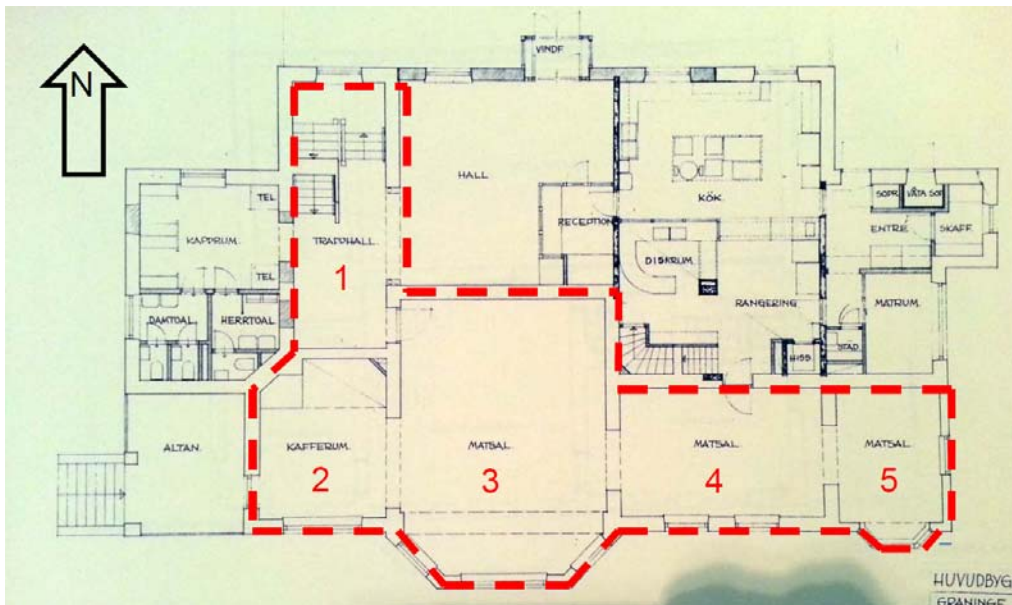 N
VINDF
HALL
KÖK.
TEL
KAPPRUM.
TRAPPHALL
RECEPTION
SOPR.
VÅTA SOP
ENTRE
SKAFF
DISKRUM.
1
TEL
RANGERING
MATRUM.
DAMTOAL.
HERRTOAL
HISS
STÄD
ALTAN.
KAFFERUM.
MATSAL.
MATSAL.
MATSAL.
2
3
4
5
HUVUDBYG
GRANINGE